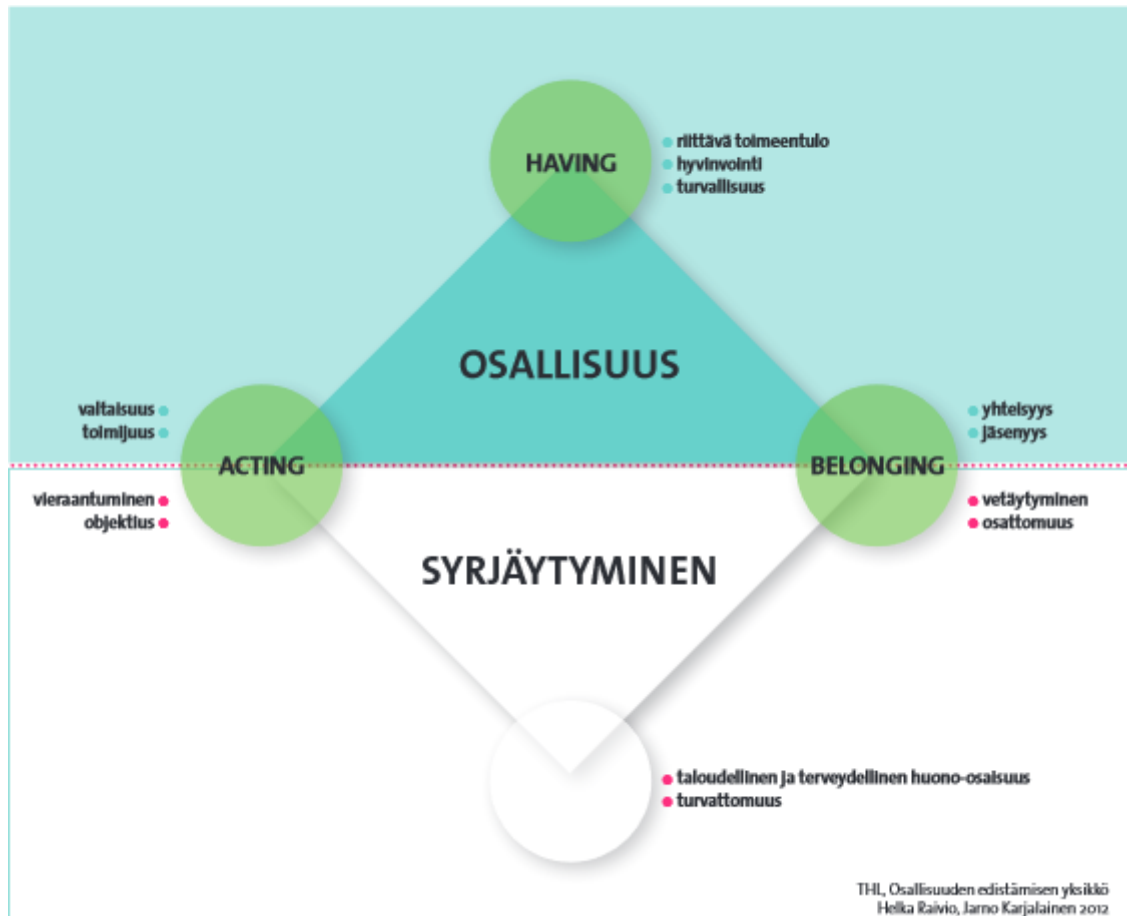 HAVING
riittävä toimeentulo
hyvinvointi
turvallisuus
OSALLISUUS
valtaisuus
toimijuus
yhteisyys
jäsenyys
ACTING
BELONGING
vieraantuminen
objektius
vetäytyminen
osattomuus
SYRJÄYTYMINEN
taloudellinen ja terveydellinen huono-osaisuus
turvattomuus
THL, Osallisuuden edistämisen yksikkö
Helka Raivio, Jarno Karjalainen 2012